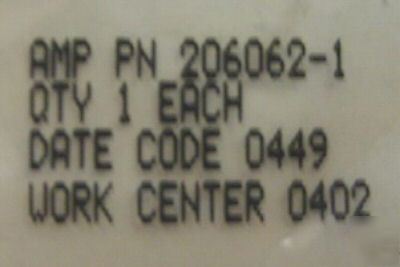 AMP PN 206062-1
QTY 1 EACH
DATE CODE 0449
WORK CENTER 0402